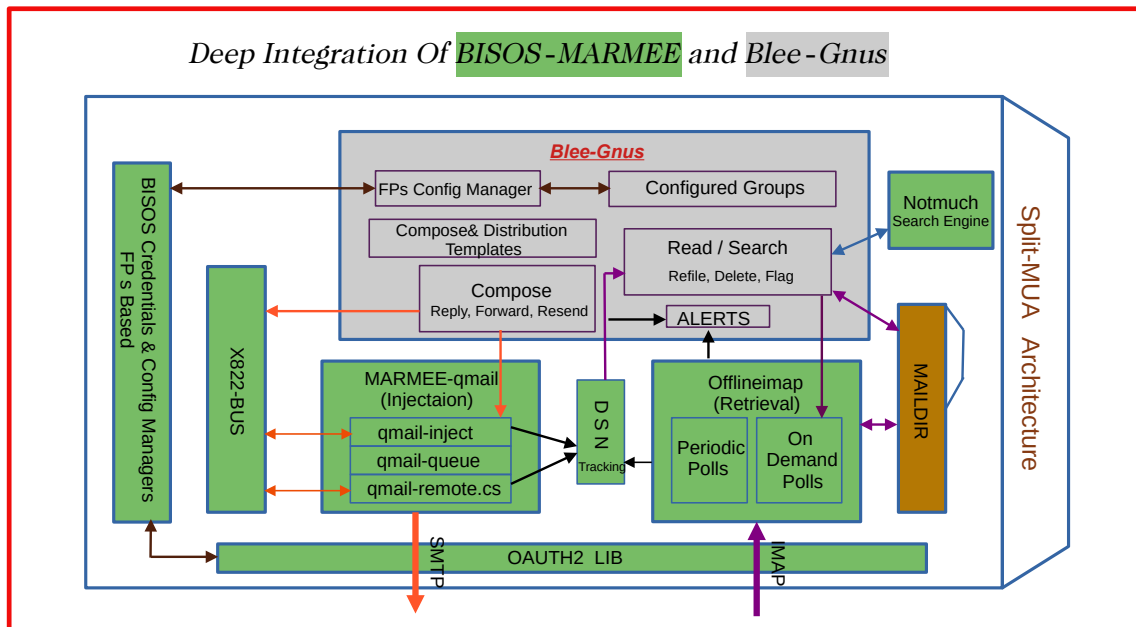 Deep Integration Of BISOS-MARMEE and Blee-Gnus
Blee-Gnus
FPs Config Manager
Configured Groups
Compose& Distribution
Templates
Read / Search
Refile, Delete, Flag
Compose
Reply, Forward, Resend
ALERTS
Notmuch
Search Engine
BISOS Credentials & Config Managers
FP s Based
X822-BUS
MARMEE-qmail
(Injectaion)
qmail-inject
qmail-queue
qmail-remote.cs
D S N
Tracking
Offlineimap
(Retrieval)
Periodic
Polls
On
Demand
Polls
MAILDIR
Split-MUA Architecture
OAUTH2 LIB
SMTP
IMAP